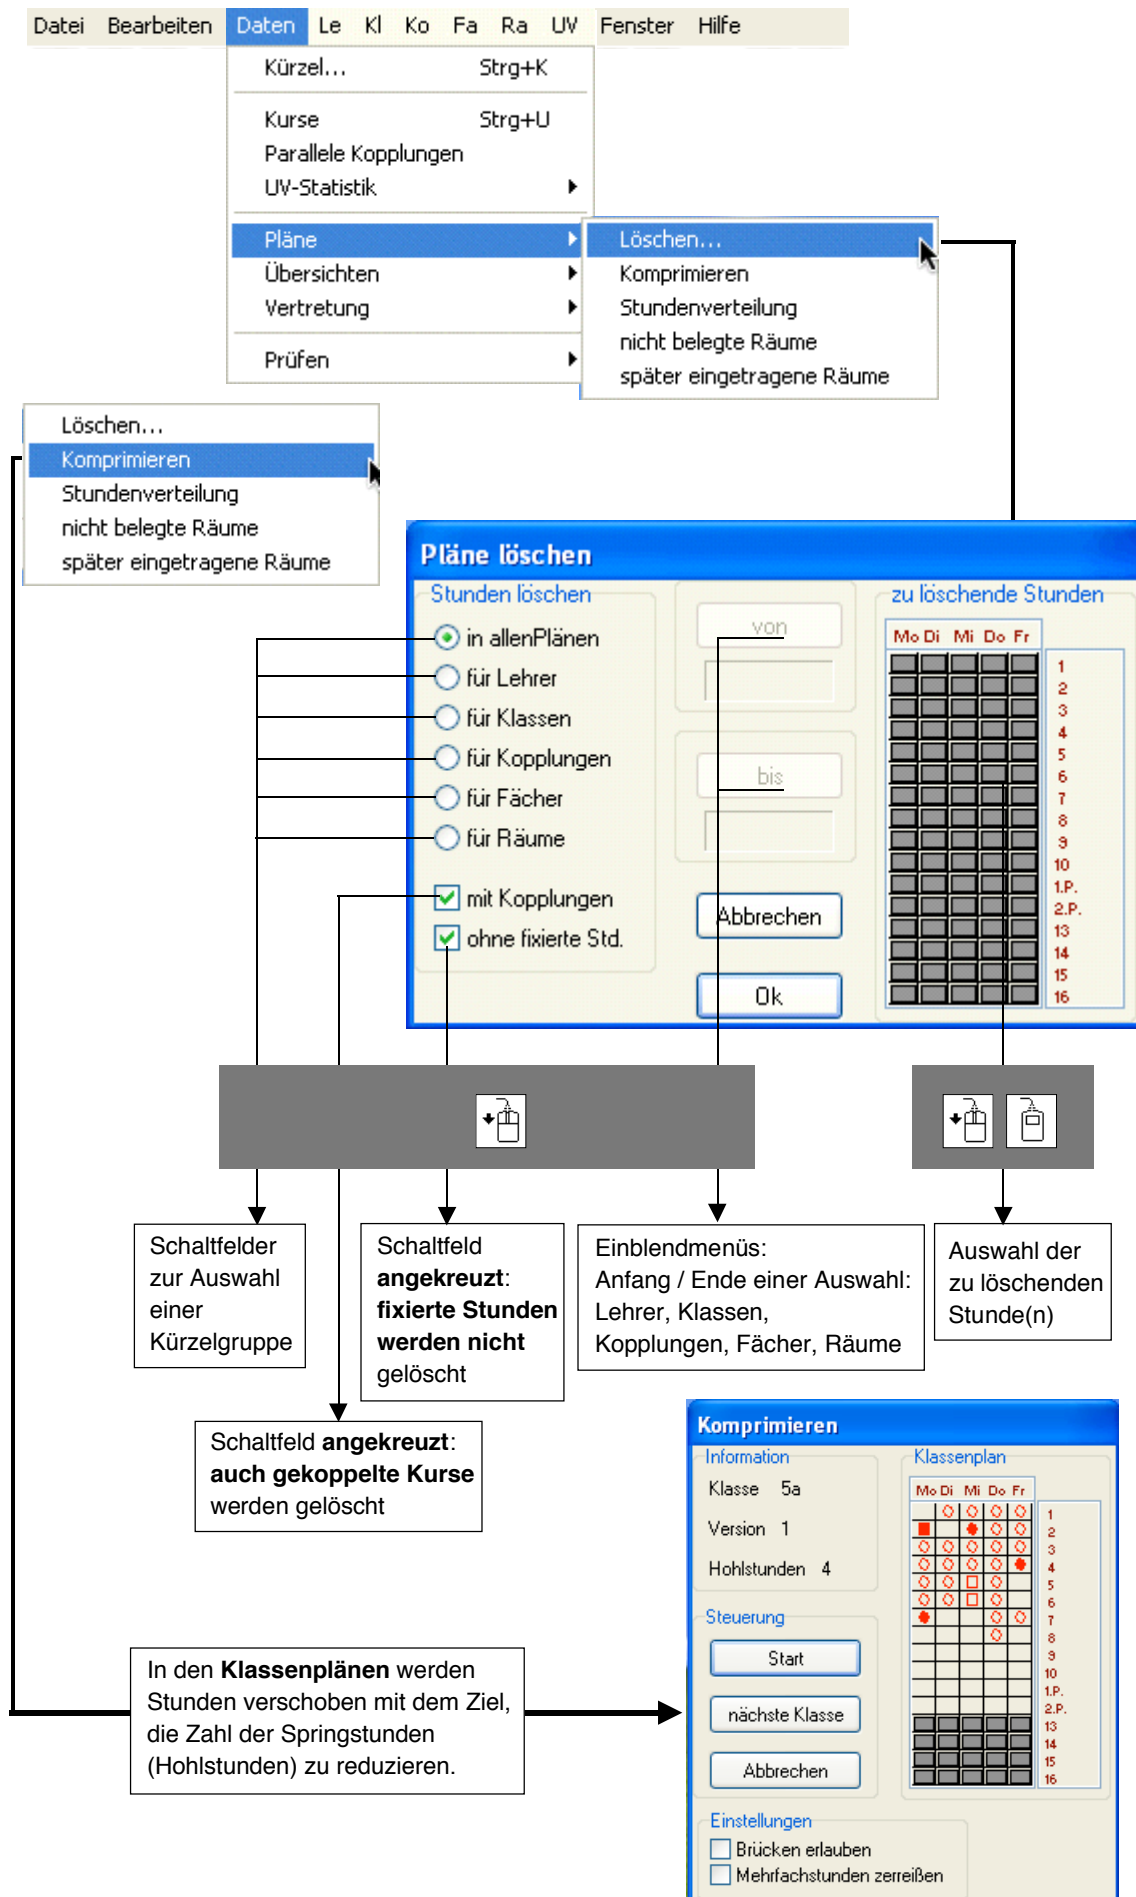 Datei Bearbeiten Daten Le Kl Ko Fa Ra UV Fenster Hilfe
Kürzel... Strg+K
Kurse Strg+U
Parallele Kopplungen
UV-Statistik
Pläne
Übersichten
Vertretung
Prüfen
Löschen...
Komprimieren
Stundenverteilung
nicht belegte Räume
später eingetragene Räume
Löschen...
Komprimieren
Stundenverteilung
nicht belegte Räume
später eingetragene Räume
Pläne löschen
Stunden löschen
in allenPlänen
für Lehrer
für Klassen
für Kopplungen
für Fächer
für Räume
mit Kopplungen
ohne fixierte Std.
von
bis
Abbrechen
Ok
zu löschende Stunden
Mo Di Mi Do Fr
1
2
3
4
5
6
7
8
9
10
1.P.
2.P.
13
14
15
16
Schaltfelder
zur Auswahl
einer
Kürzelgruppe
Schaltfeld
angekreuzt:
fixierte Stunden
werden nicht
gelöscht
Einblendmenüs:
Anfang / Ende einer Auswahl:
Lehrer, Klassen,
Kopplungen, Fächer, Räume
Auswahl der
zu löschenden
Stunde(n)
Schaltfeld angekreuzt:
auch gekoppelte Kurse
werden gelöscht
Komprimieren
Information
Klasse 5a
Version 1
Hohlstunden 4
Steuerung
Start
nächste Klasse
Abbrechen
Klassenplan
Mo Di Mi Do Fr
1
2
3
4
5
6
7
8
9
10
1.P.
2.P.
13
14
15
16
Einstellungen
Brücken erlauben
Mehrfachstunden zerreißen
In den Klassenplänen werden
Stunden verschoben mit dem Ziel,
die Zahl der Springstunden
(Hohlstunden) zu reduzieren.